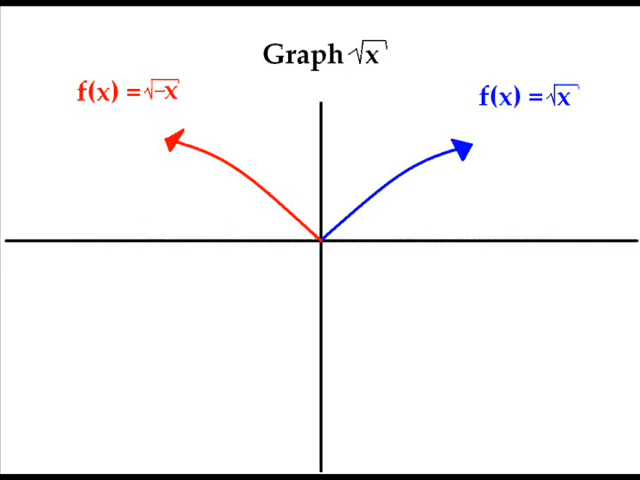 Graph √x
f(x) = √-x
f(x) = √x